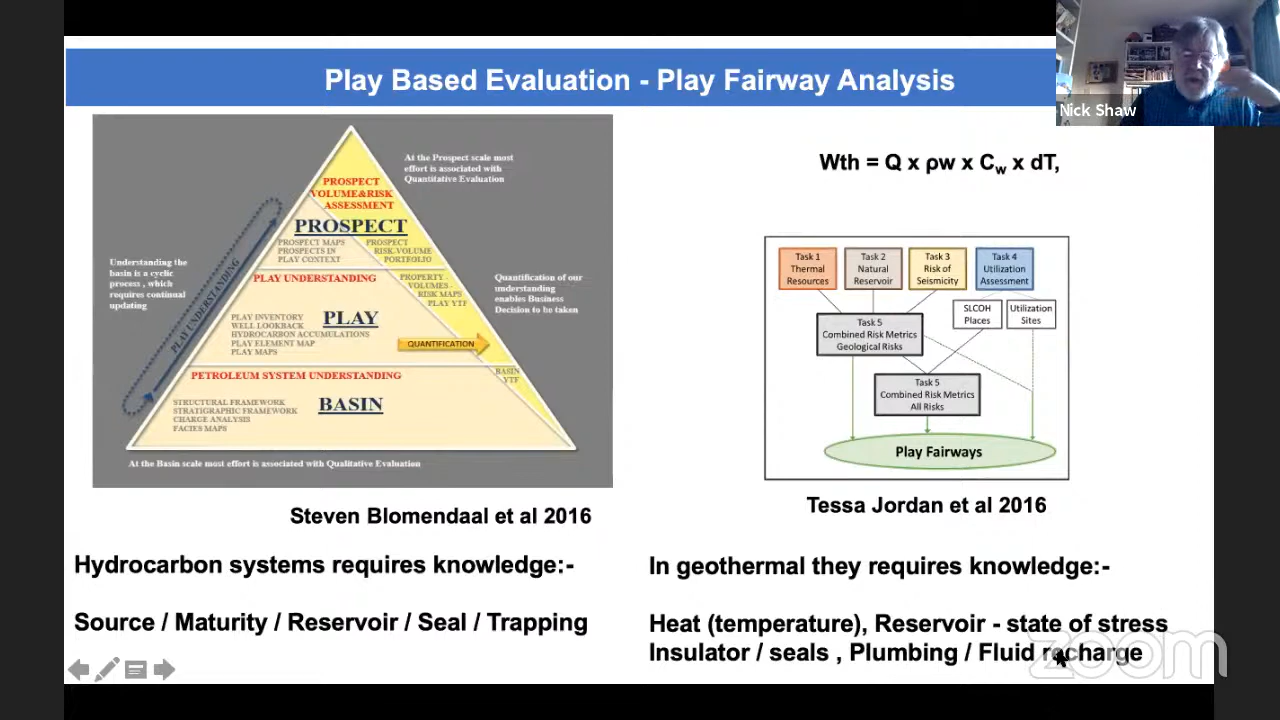 Play Based Evaluation - Play Fairway Analysis
Nick Shaw
At the Prospect scale most
effort is associated with
Quantitative Evaluation
PROSPECT
VOLUME&RISK
ASSESSMENT
PROSPECT
PROSPECT MAPS
PROSPECTS IN
PLAY CONTEXT
PROSPECT
RISK-VOLUME
PORTFOLIO
Understanding the
basin is a cyclic
process , which
requires continual
updating
PLAY UNDERSTANDING
PLAY UNDERSTANDING
PROPERTY -
VOLUMES -
RISK MAPS
PLAY YTF
Quantification of our
understanding
enables Business
Decision to be taken
PLAY INVENTORY
WELL LOOKBACK
HYDROCARBON ACCUMULATIONS
PLAY ELEMENT MAP
PLAY MAPS
PLAY
QUANTIFICATION
PETROLEUM SYSTEM UNDERSTANDING
BASIN
YTF
STRUCTURAL FRAMEWORK
STRATIGRAPHIC FRAMEWORK
CHARGE ANALYSIS
FACIES MAPS
BASIN
At the Basin scale most effort is associated with Qualitative Evaluation
Steven Blomendaal et al 2016
Hydrocarbon systems requires knowledge:-
Source / Maturity / Reservoir / Seal / Trapping
Wth = Q x ρw x Cw x dT,
Task 1
Thermal
Resources
Task 2
Natural
Reservoir
Task 3
Risk of
Seismicity
Task 4
Utilization
Assessment
SLCOH
Places
Utilization
Sites
Task 5
Combined Risk Metrics
Geological Risks
Task 5
Combined Risk Metrics
All Risks
Play Fairways
Tessa Jordan et al 2016
In geothermal they requires knowledge:-
Heat (temperature), Reservoir - state of stress
Insulator / seals , Plumbing / Fluid recharge
zoom